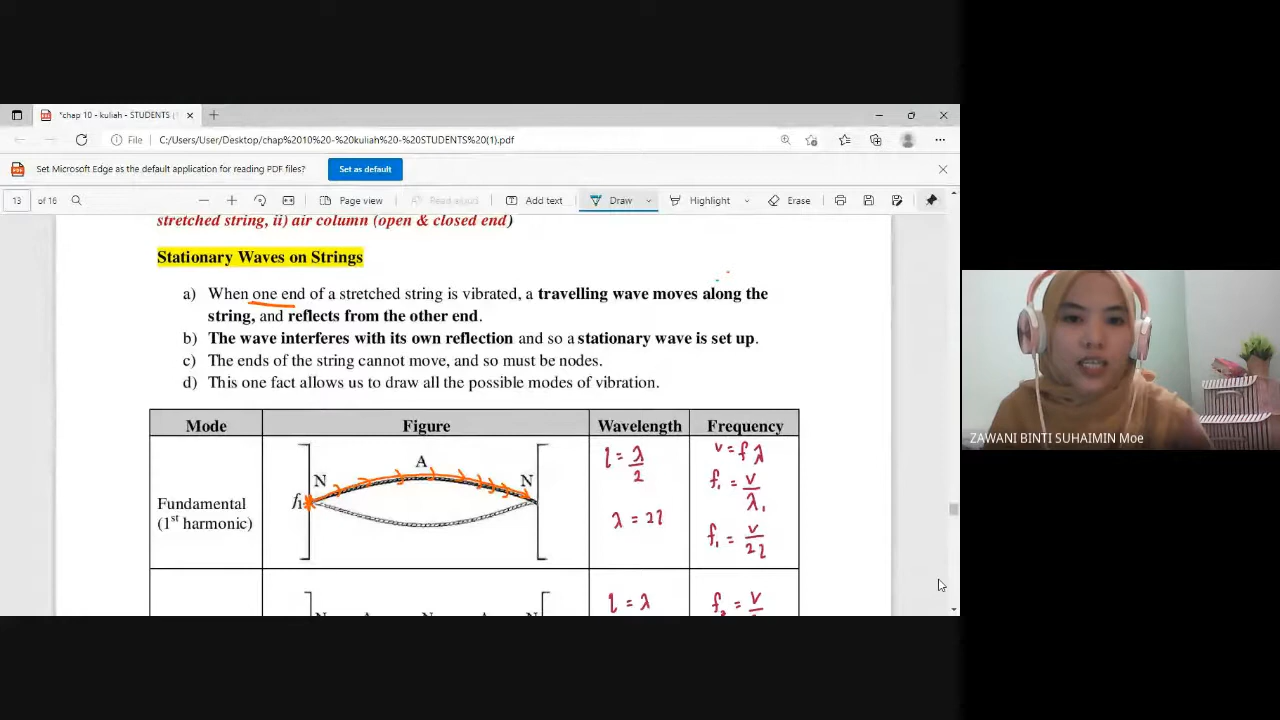 *chap 10 - kuliah - STUDENTS (
File C:/Users/User/Desktop/chap%2010%20-%20kuliah%20-%20STUDENTS%20(1).pdf
Set Microsoft Edge as the default application for reading PDF files? Set as default
13 of 16 Page view Read aloud Add text Draw Highlight Erase
stretched string, ii) air column (open & closed end)
Stationary Waves on Strings
a) When one end of a stretched string is vibrated, a travelling wave moves along the
string, and reflects from the other end.
b) The wave interferes with its own reflection and so a stationary wave is set up.
c) The ends of the string cannot move, and so must be nodes.
d) This one fact allows us to draw all the possible modes of vibration.
Mode Figure Wavelength Frequency
Fundamental
(1st harmonic)
N A N
f1
l = λ/2
λ = 2l
v = fλ
f₁ = v/λ₁
f₁ = v/2l
N A N A N
l = λ
ZAWANI BINTI SUHAIMIN Moe